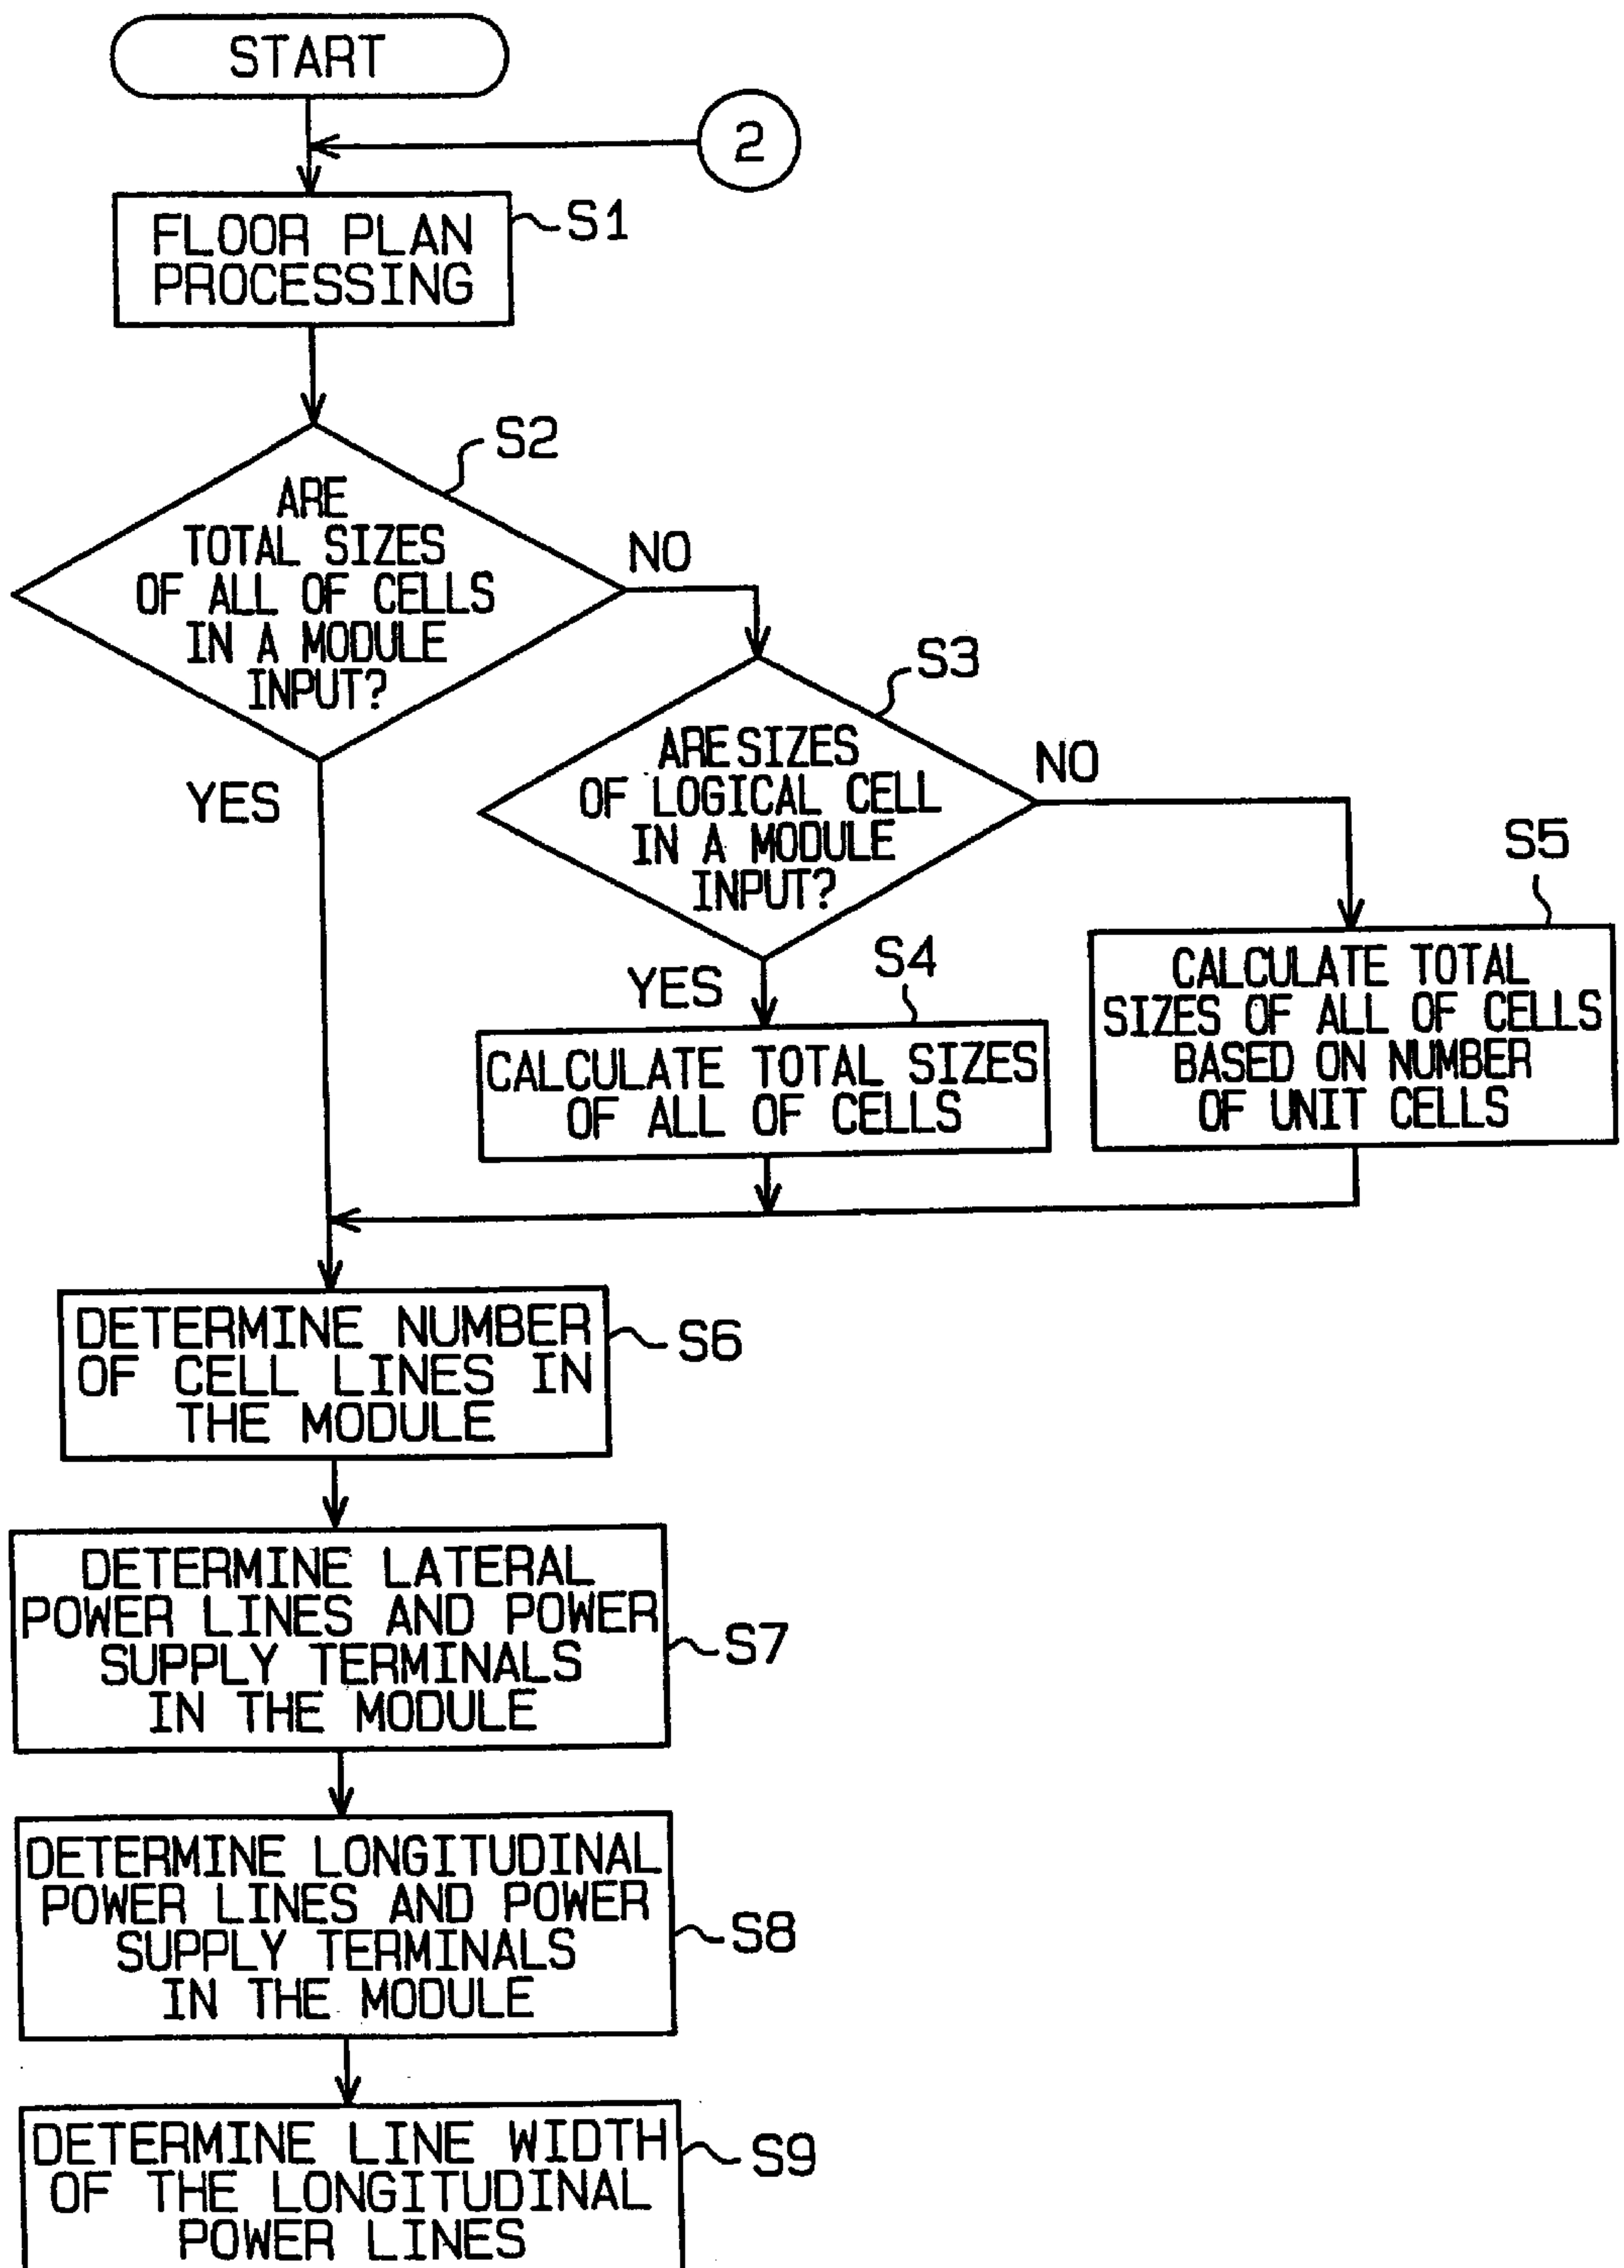 START
2
FLOOR PLAN
PROCESSING
S1
S2
ARE
TOTAL SIZES
OF ALL OF CELLS
IN A MODULE
INPUT?
NO
YES
S3
ARE SIZES
OF LOGICAL CELL
IN A MODULE
INPUT?
NO
YES
S4
CALCULATE TOTAL SIZES
OF ALL OF CELLS
S5
CALCULATE TOTAL
SIZES OF ALL OF CELLS
BASED ON NUMBER
OF UNIT CELLS
DETERMINE NUMBER
OF CELL LINES IN
THE MODULE
S6
DETERMINE LATERAL
POWER LINES AND POWER
SUPPLY TERMINALS
IN THE MODULE
S7
DETERMINE LONGITUDINAL
POWER LINES AND POWER
SUPPLY TERMINALS
IN THE MODULE
S8
DETERMINE LINE WIDTH
OF THE LONGITUDINAL
POWER LINES
S9